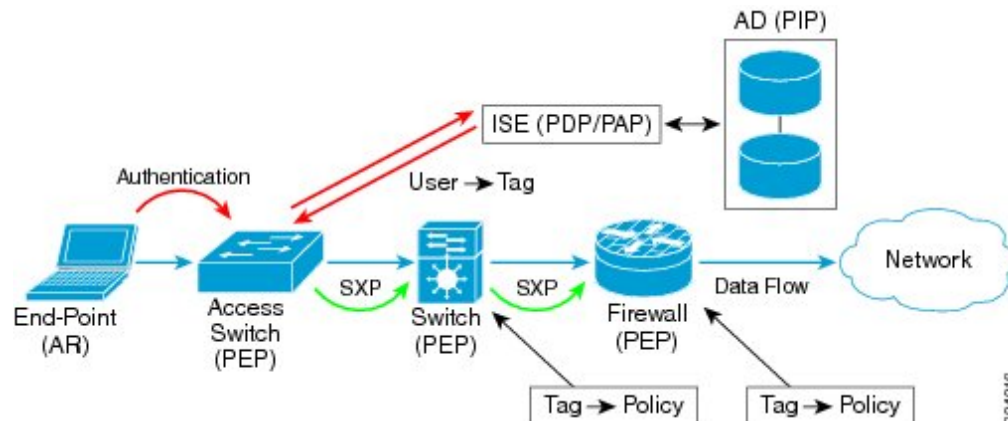 AD (PIP)
ISE (PDP/PAP)
Authentication
User → Tag
End-Point
(AR)
Access
Switch
(PEP)
SXP
Switch
(PEP)
SXP
Firewall
(PEP)
Data Flow
Network
Tag → Policy
Tag → Policy